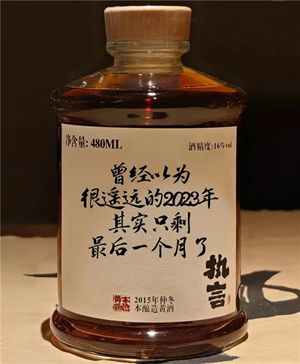 净含量: 480ML
酒精度:16%vol
曾经以为
很遥远的2023年
其实只剩
最后一个月了
执言
2015年仲冬
本酿造黄酒